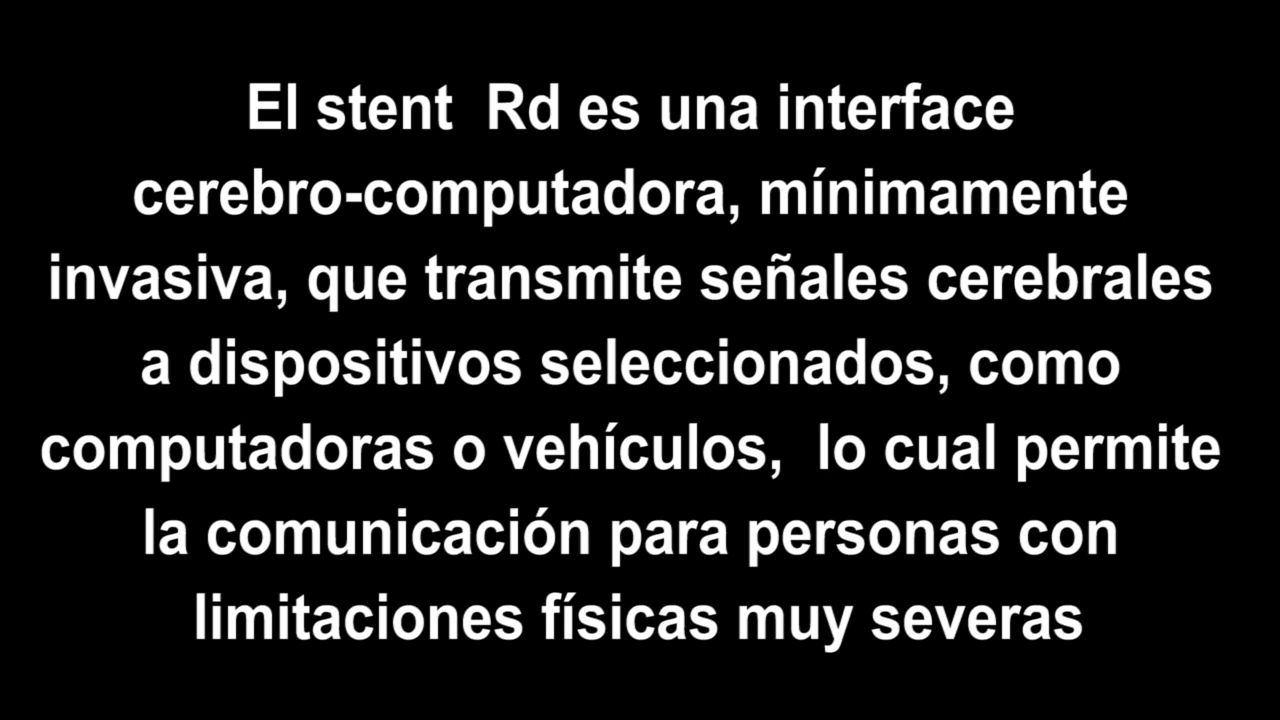 El stent  Rd es una interface
cerebro-computadora, mínimamente
invasiva, que transmite señales cerebrales
a dispositivos seleccionados, como
computadoras o vehículos,  lo cual permite
la comunicación para personas con
limitaciones físicas muy severas